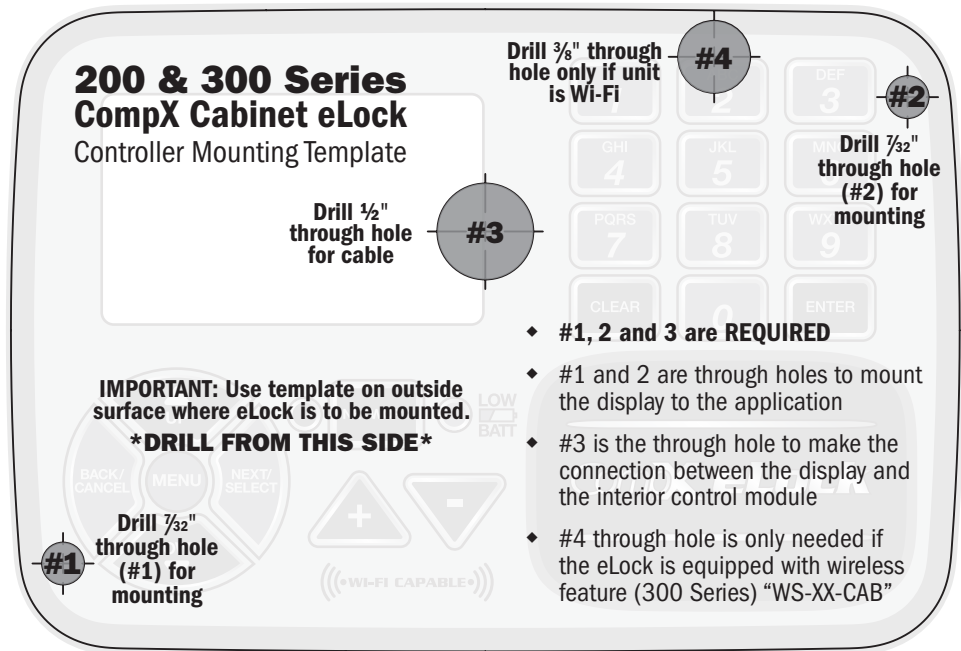 200 & 300 Series
CompX Cabinet eLock
Controller Mounting Template
Drill ⅜" through
hole only if unit
is Wi-Fi
#4
#2
Drill 7⁄32"
through hole
(#2) for
mounting
Drill ½"
through hole
for cable
#3
DEF
3
GHI
4
JKL
5
PQRS
7
TUV
8
9
CLEAR
0
ENTER
◆ #1, 2 and 3 are REQUIRED
◆ #1 and 2 are through holes to mount
the display to the application
◆ #3 is the through hole to make the
connection between the display and
the interior control module
◆ #4 through hole is only needed if
the eLock is equipped with wireless
feature (300 Series) “WS-XX-CAB”
IMPORTANT: Use template on outside
surface where eLock is to be mounted.
*DRILL FROM THIS SIDE*
LOW
BATT
BACK/
CANCEL
MENU
NEXT/
SELECT
+
-
#1
Drill 7⁄32"
through hole
(#1) for
mounting
WI-FI CAPABLE